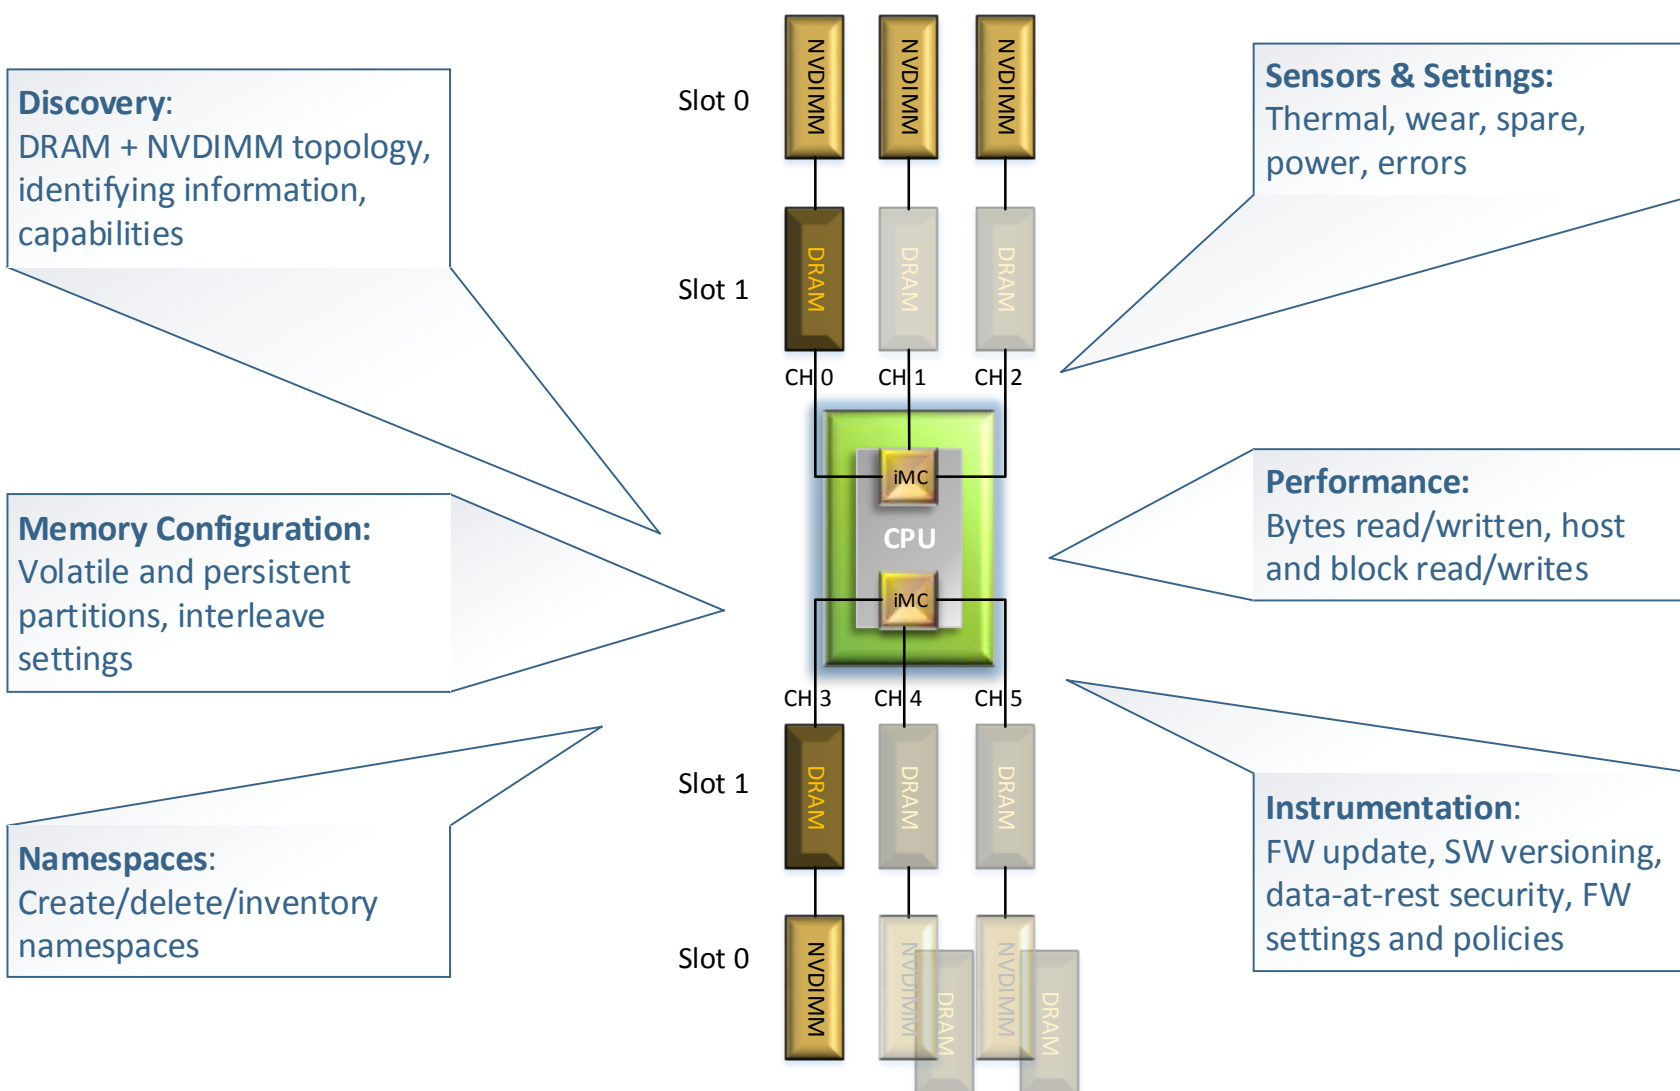 Discovery:
DRAM + NVDIMM topology,
identifying information,
capabilities
Memory Configuration:
Volatile and persistent
partitions, interleave
settings
Namespaces:
Create/delete/inventory
namespaces
NVDIMM
NVDIMM
NVDIMM
Slot 0
DRAM
DRAM
DRAM
Slot 1
CH 0
CH 1
CH 2
iMC
CPU
iMC
CH 3
CH 4
CH 5
Slot 1
DRAM
DRAM
DRAM
Slot 0
NVDIMM
NVDIMM
DRAM
NVDIMM
DRAM
Sensors & Settings:
Thermal, wear, spare,
power, errors
Performance:
Bytes read/written, host
and block read/writes
Instrumentation:
FW update, SW versioning,
data-at-rest security, FW
settings and policies